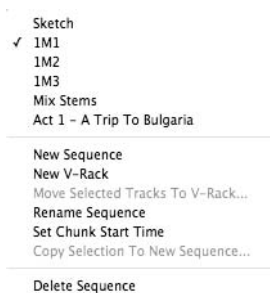 Sketch
✓ 1M1
1M2
1M3
Mix Stems
Act 1 – A Trip To Bulgaria
New Sequence
New V-Rack
Move Selected Tracks To V-Rack...
Rename Sequence
Set Chunk Start Time
Copy Selection To New Sequence...
Delete Sequence